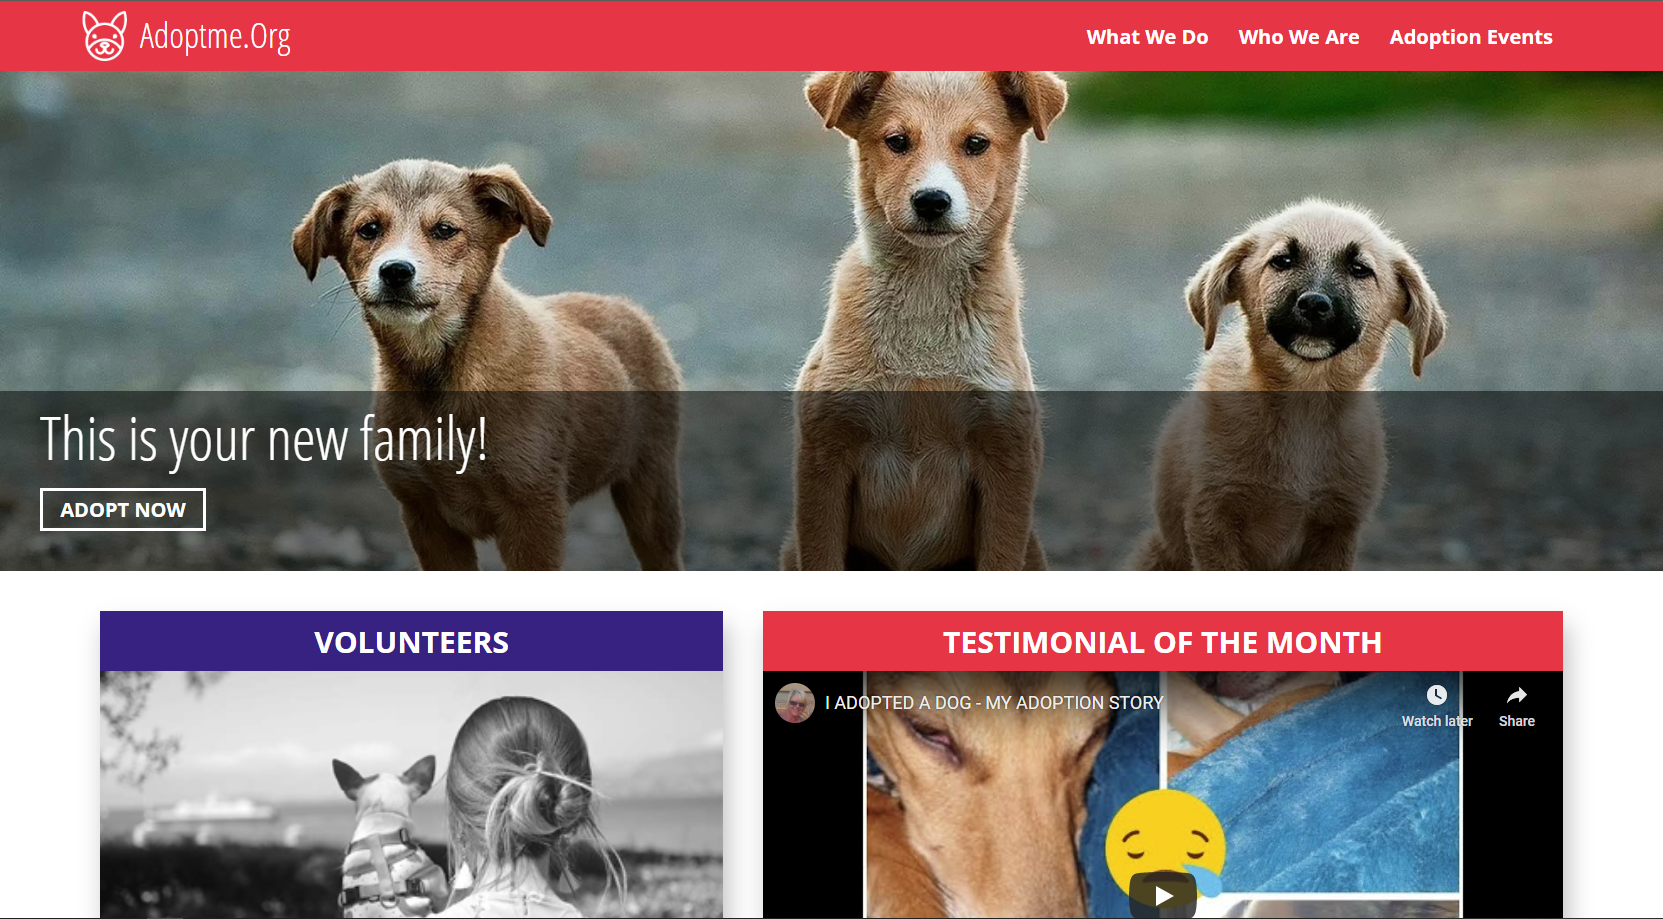 Adoptme.Org
What We Do
Who We Are
Adoption Events
This is your new family!
ADOPT NOW
VOLUNTEERS
TESTIMONIAL OF THE MONTH
I ADOPTED A DOG - MY ADOPTION STORY
Watch later
Share